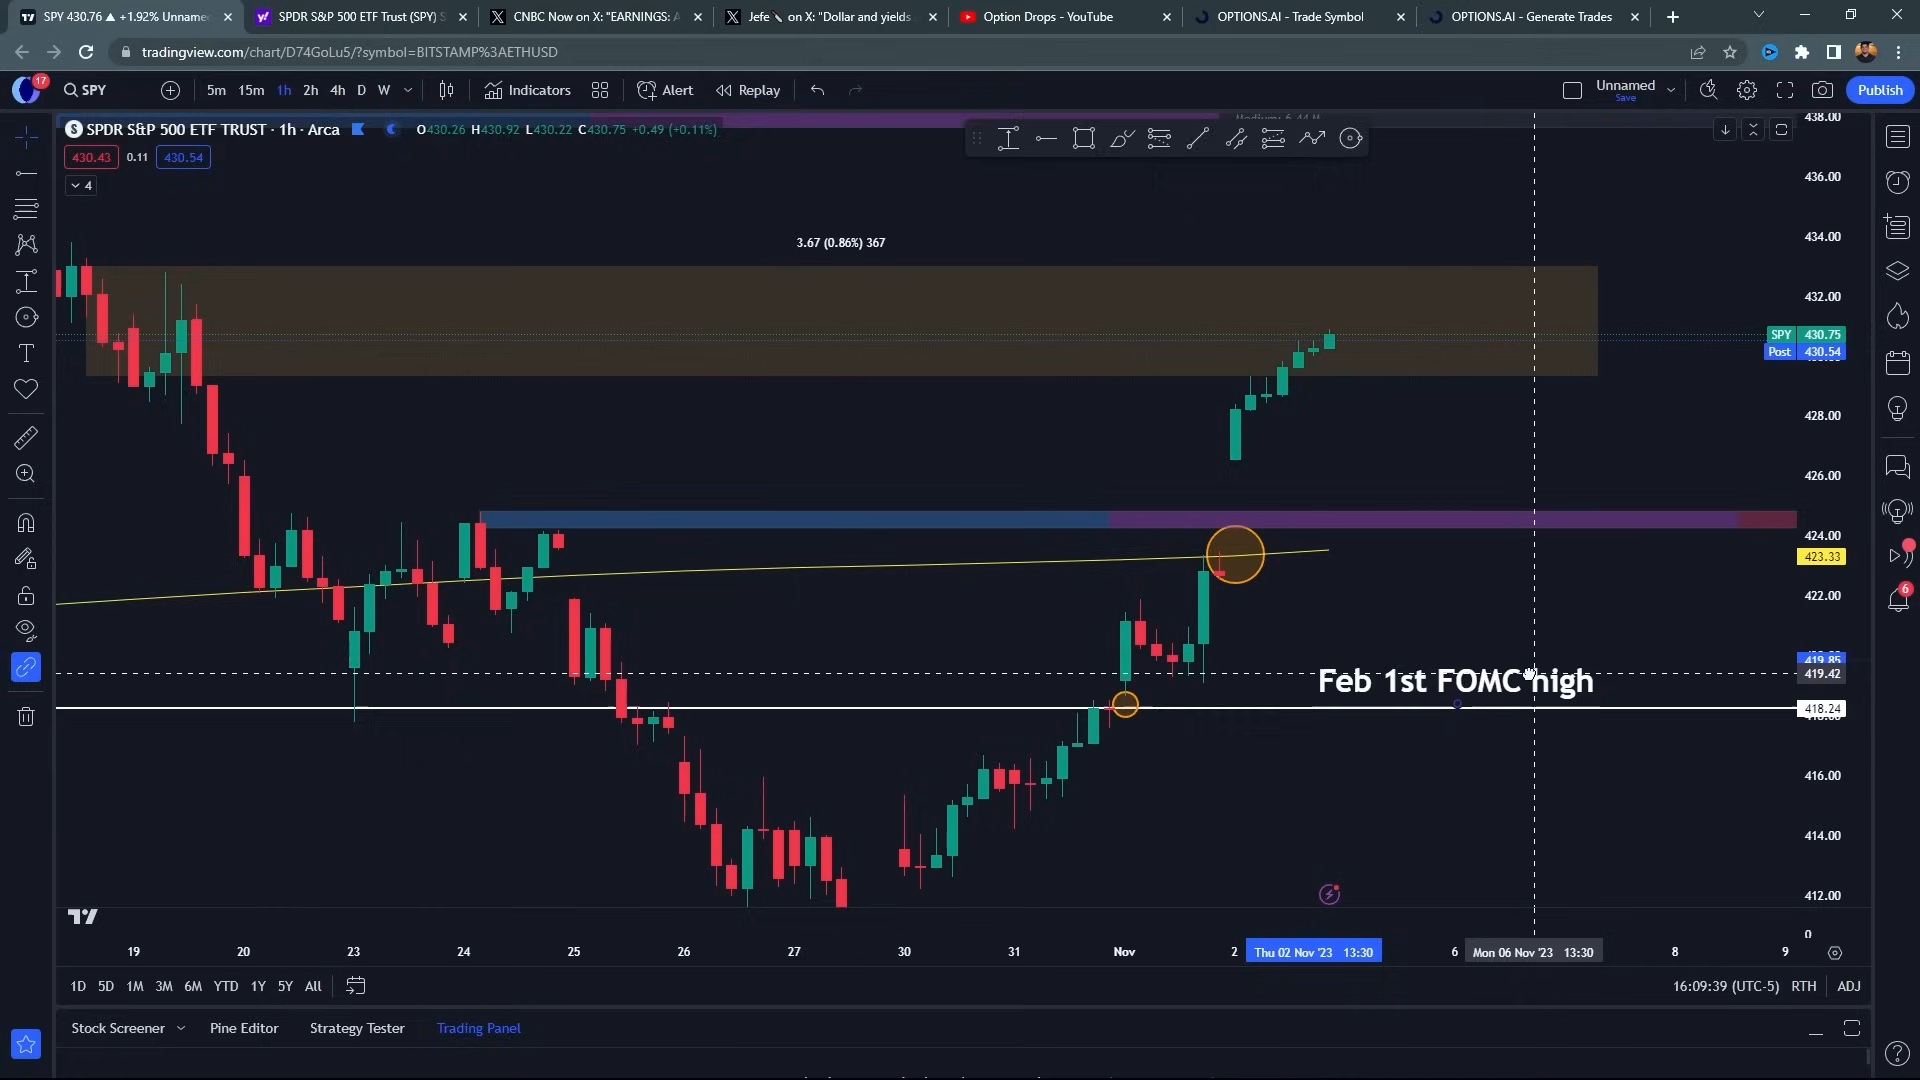 SPY 430.76 ▲ +1.92% Unname
SPDR S&P 500 ETF Trust (SPY) S
CNBC Now on X: "EARNINGS: A
Jefe on X: "Dollar and yields
Option Drops - YouTube
OPTIONS.AI - Trade Symbol
OPTIONS.AI - Generate Trades
tradingview.com/chart/D74GoLu5/?symbol=BITSTAMP%3AETHUSD
17
SPY
5m 15m 1h 2h 4h D W
Indicators
Alert
Replay
Unnamed
Save
Publish
SPDR S&P 500 ETF TRUST · 1h · Arca
O430.26 H430.92 L430.22 C430.75 +0.49 (+0.11%)
430.43 0.11 430.54
4
3.67 (0.86%) 367
438.00
436.00
434.00
432.00
SPY 430.75
Post 430.54
428.00
426.00
424.00
423.33
422.00
419.85
419.42
Feb 1st FOMC high
418.24
416.00
414.00
412.00
0
6
19 20 23 24 25 26 27 30 31 Nov 2 Thu 02 Nov '23 13:30 6 Mon 06 Nov '23 13:30 8 9
1D 5D 1M 3M 6M YTD 1Y 5Y All
16:09:39 (UTC-5) RTH ADJ
Stock Screener Pine Editor Strategy Tester Trading Panel